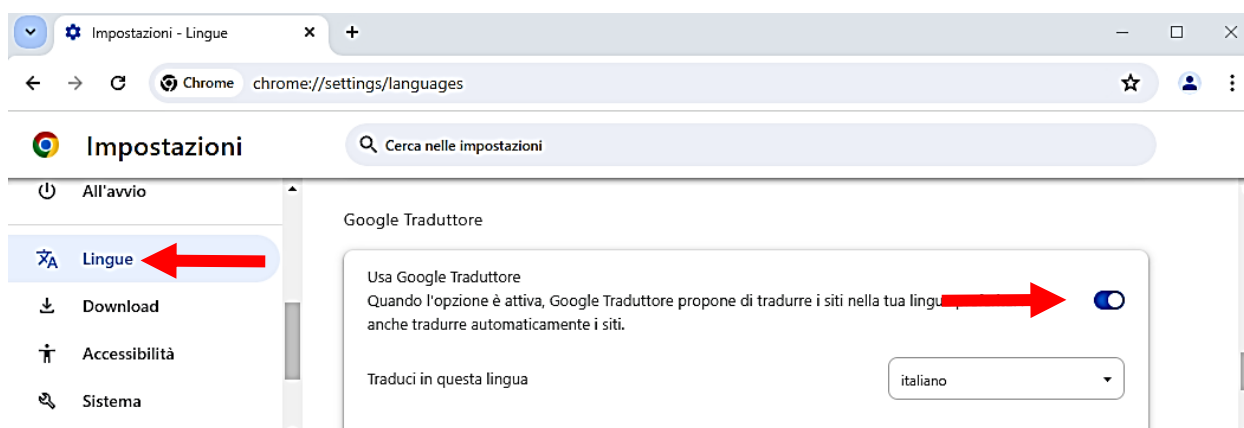 Impostazioni - Lingue
Chrome chrome://settings/languages
Impostazioni
Cerca nelle impostazioni
All'avvio
Google Traduttore
Lingue
Usa Google Traduttore
Quando l'opzione è attiva, Google Traduttore propone di tradurre i siti nella tua
anche tradurre automaticamente i siti.
Download
Accessibilità
Traduci in questa lingua
italiano
Sistema